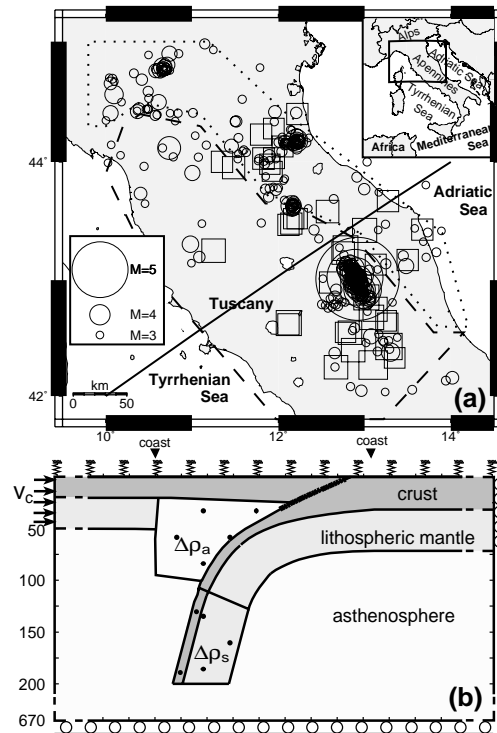 Alps
Adriatic Sea
Apennines
Tyrrhenian
Sea
Africa
Mediterranean
44˚
Adriatic
Sea
M=5
M=4
M=3
Tuscany
km
0 50
Tyrrhenian
Sea
42˚
(a)
10˚ 12˚ 14˚
coast coast
Vc
crust
50
lithospheric mantle
Δρa
100
asthenosphere
150
Δρs
200
(b)
670